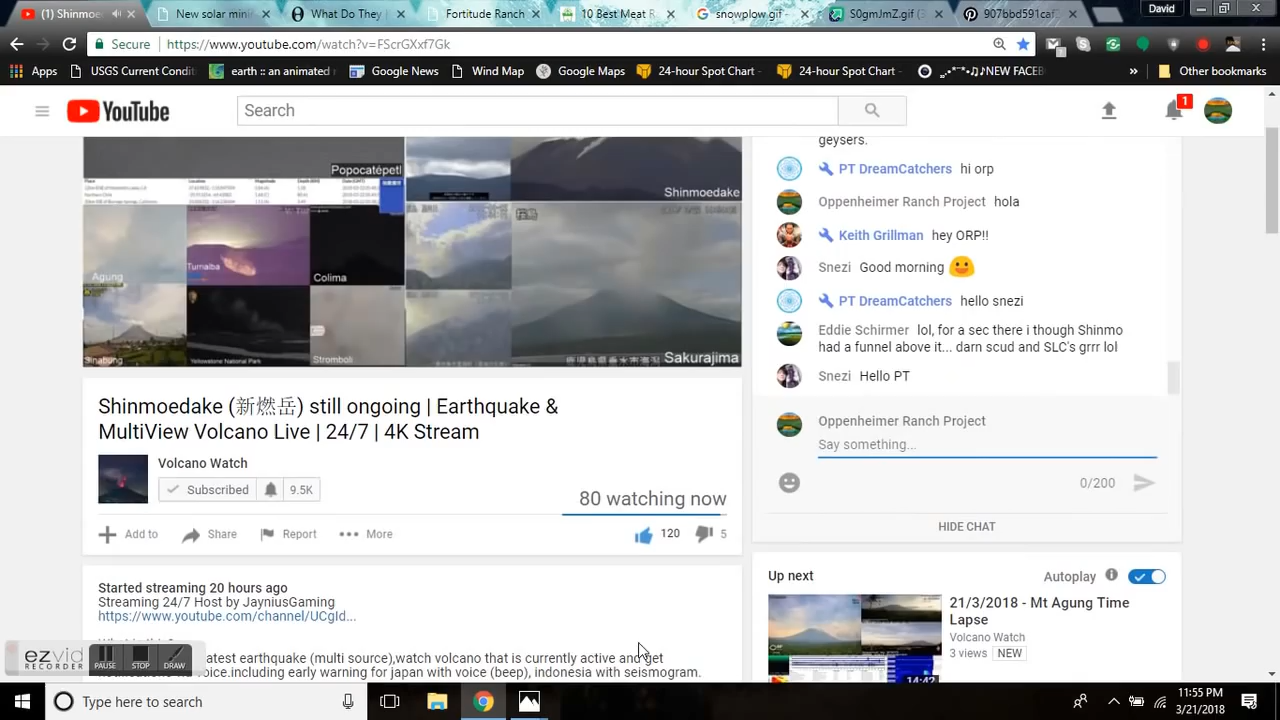 Shinmoe
New solar mini
What Do They
Fortitude Ranch
10 Best Meat R
snowplow gif -
S0gmJmZ.gif (3
907bbd591caf
David
Secure
https://www.youtube.com/watch?v=FScrGXxf7Gk
Apps
USGS Current Condit
earth :: an animated m
Google News
Wind Map
Google Maps
24-hour Spot Chart -
24-hour Spot Chart -
NEW FACEB
»
Other bookmarks
YouTube
Search
1
geysers.
PT DreamCatchers hi orp
Oppenheimer Ranch Project hola
Keith Grillman hey ORP!!
Snezi Good morning
PT DreamCatchers hello snezi
Eddie Schirmer lol, for a sec there i though Shinmo
had a funnel above it... darn scud and SLC's grrr lol
Snezi Hello PT
Oppenheimer Ranch Project
Say something...
0/200
HIDE CHAT
Popocatépetl
Shinmoedake
Agung
Turrialba
Colima
Sinabung
Yellowstone National Park
Stromboli
Sakurajima
Shinmoedake (新燃岳) still ongoing | Earthquake &
MultiView Volcano Live | 24/7 | 4K Stream
Volcano Watch
Subscribed
9.5K
80 watching now
Add to
Share
Report
More
120
5
Started streaming 20 hours ago
Streaming 24/7 Host by JayniusGaming
https://www.youtube.com/channel/UCgId...
atest earthquake (multi source),watch volcano that is currently active and get
oice.including early warning for japan with voice (beep), indonesia with seismogram.
ezvid
RECORDER
PAUSE
STOP
DRAW
Up next
Autoplay
21/3/2018 - Mt Agung Time
Lapse
Volcano Watch
3 views NEW
14:42
Type here to search
11:55 PM
3/21/2018